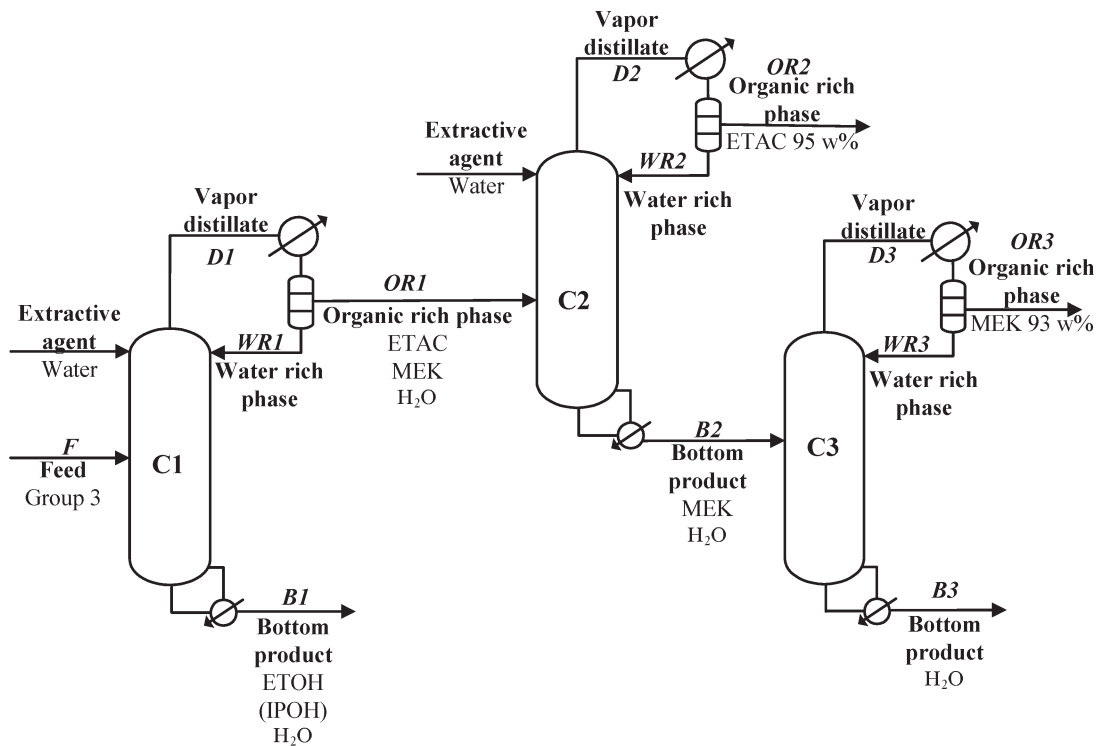 Vapor
distillate
D2
OR2
Organic rich
phase
ETAC 95 w%
Extractive
agent
Water
WR2
Water rich
phase
C2
Vapor
distillate
D1
OR1
Organic rich phase
ETAC
MEK
H₂O
Extractive
agent
Water
WR1
Water rich
phase
F
Feed
Group 3
C1
B1
Bottom
product
ETOH
(IPOH)
H₂O
B2
Bottom
product
MEK
H₂O
Vapor
distillate
D3
OR3
Organic rich
phase
MEK 93 w%
WR3
Water rich
phase
C3
B3
Bottom
product
H₂O